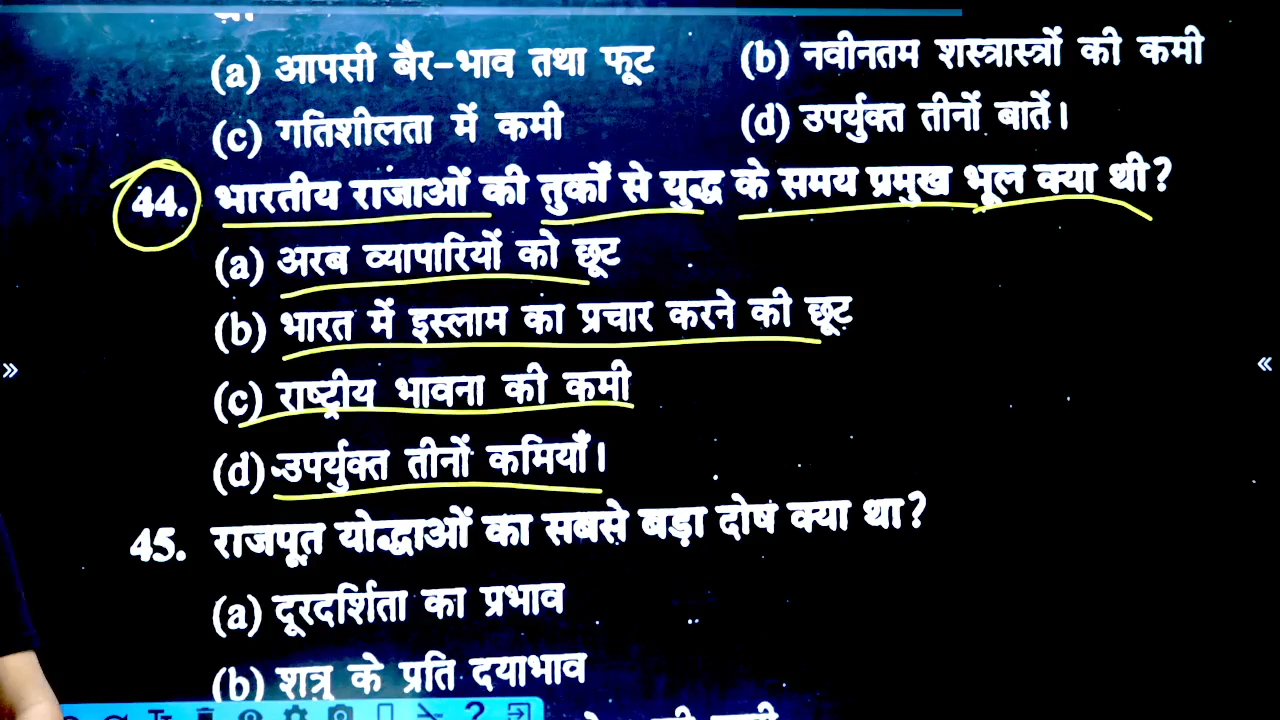 (a) आपसी बैर-भाव तथा फूट (b) नवीनतम शस्त्रास्त्रों की कमी
(c) गतिशीलता में कमी (d) उपर्युक्त तीनों बातें।
44. भारतीय राजाओं की तुर्कों से युद्ध के समय प्रमुख भूल क्या थी?
(a) अरब व्यापारियों को छूट
(b) भारत में इस्लाम का प्रचार करने की छूट
(c) राष्ट्रीय भावना की कमी
(d) उपर्युक्त तीनों कमियाँ।
45. राजपूत योद्धाओं का सबसे बड़ा दोष क्या था?
(a) दूरदर्शिता का प्रभाव
(b) शत्रु के प्रति दयाभाव